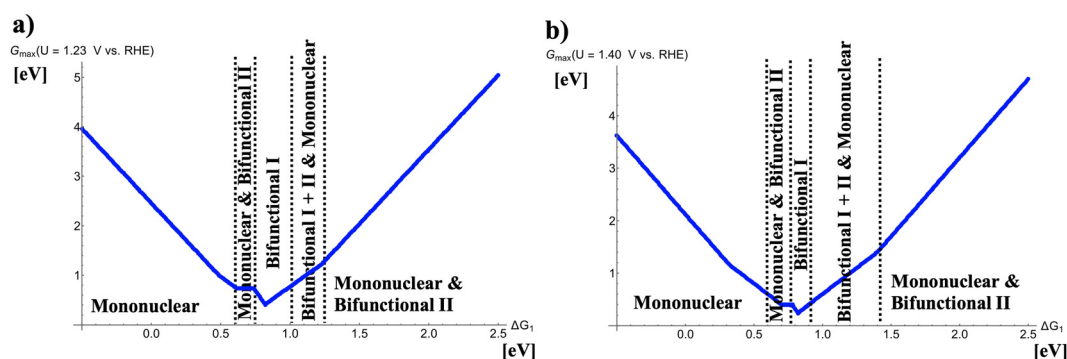 a)
G_max(U = 1.23 V vs. RHE)
[eV]
5
4
3
2
1
0.0
0.5
1.0
1.5
2.0
2.5
ΔG₁
[eV]
Mononuclear
Mononuclear & Bifunctional II
Bifunctional I
Bifunctional I + II & Mononuclear
Mononuclear &
Bifunctional II
b)
G_max(U = 1.40 V vs. RHE)
[eV]
4
3
2
1
0.0
0.5
1.0
1.5
2.0
2.5
ΔG₁
[eV]
Mononuclear
Mononuclear & Bifunctional II
Bifunctional I
Bifunctional I + II & Mononuclear
Mononuclear &
Bifunctional II